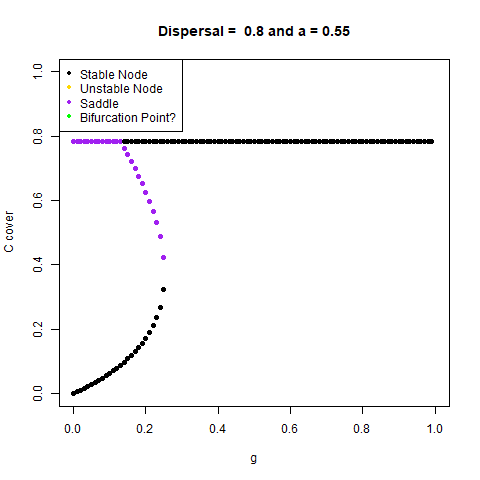 Dispersal =  0.8 and a = 0.55
Stable Node
Unstable Node
Saddle
Bifurcation Point?
C cover
1.0
0.8
0.6
0.4
0.2
0.0
0.0 0.2 0.4 0.6 0.8 1.0
g